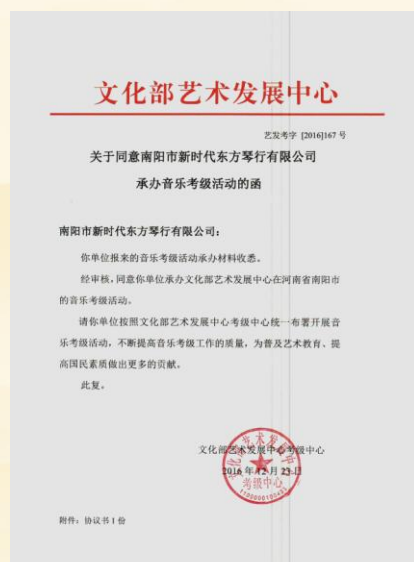 文化部艺术发展中心
艺发考字 [2016]167 号
关于同意南阳市新时代东方琴行有限公司
承办音乐考级活动的函
南阳市新时代东方琴行有限公司：
你单位报来的音乐考级活动承办材料收悉。
经审核，同意你单位承办文化部艺术发展中心在河南省南阳市
的音乐考级活动。
请你单位按照文化部艺术发展中心考级中心统一布署开展音
乐考级活动，不断提高音乐考级工作的质量，为普及艺术教育、提
高国民素质做出更多的贡献。
此复。
文化部艺术发展中心考级中心
2016 年 12 月 23 日
考级中心
附件：协议书 1 份